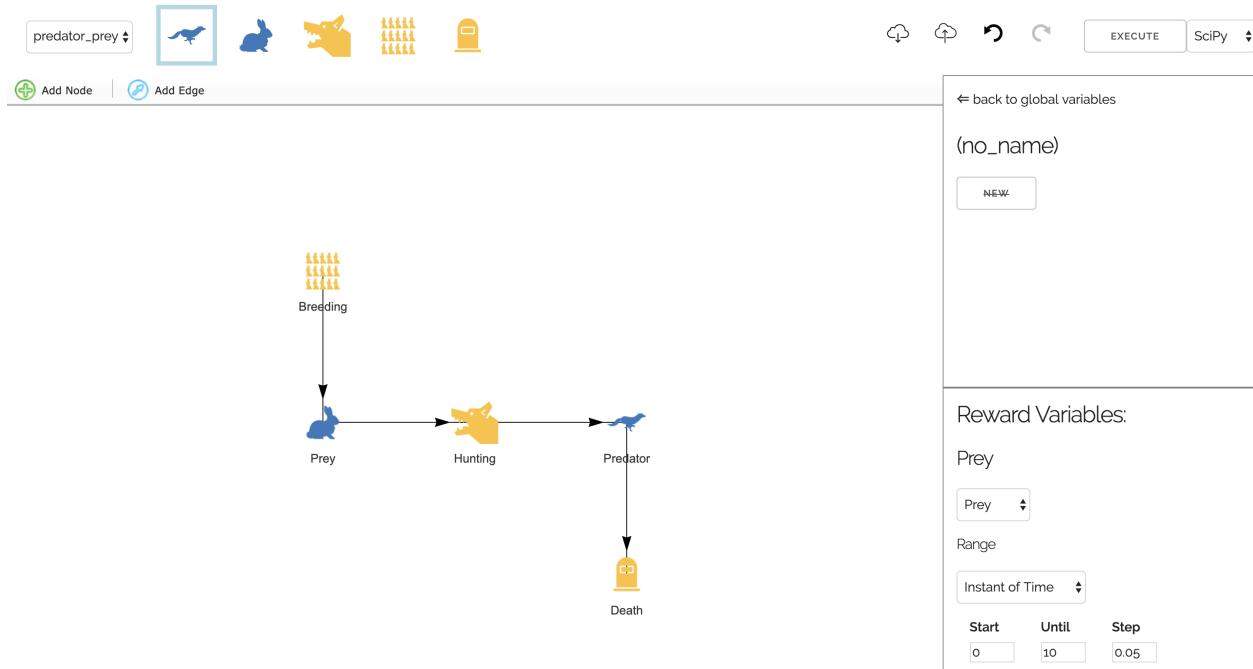 predator_prey
EXECUTE
SciPy
Add Node
Add Edge
⇐ back to global variables
(no_name)
NEW
Breeding
Prey
Hunting
Predator
Death
Reward Variables:
Prey
Prey
Range
Instant of Time
Start Until Step
0 10 0.05